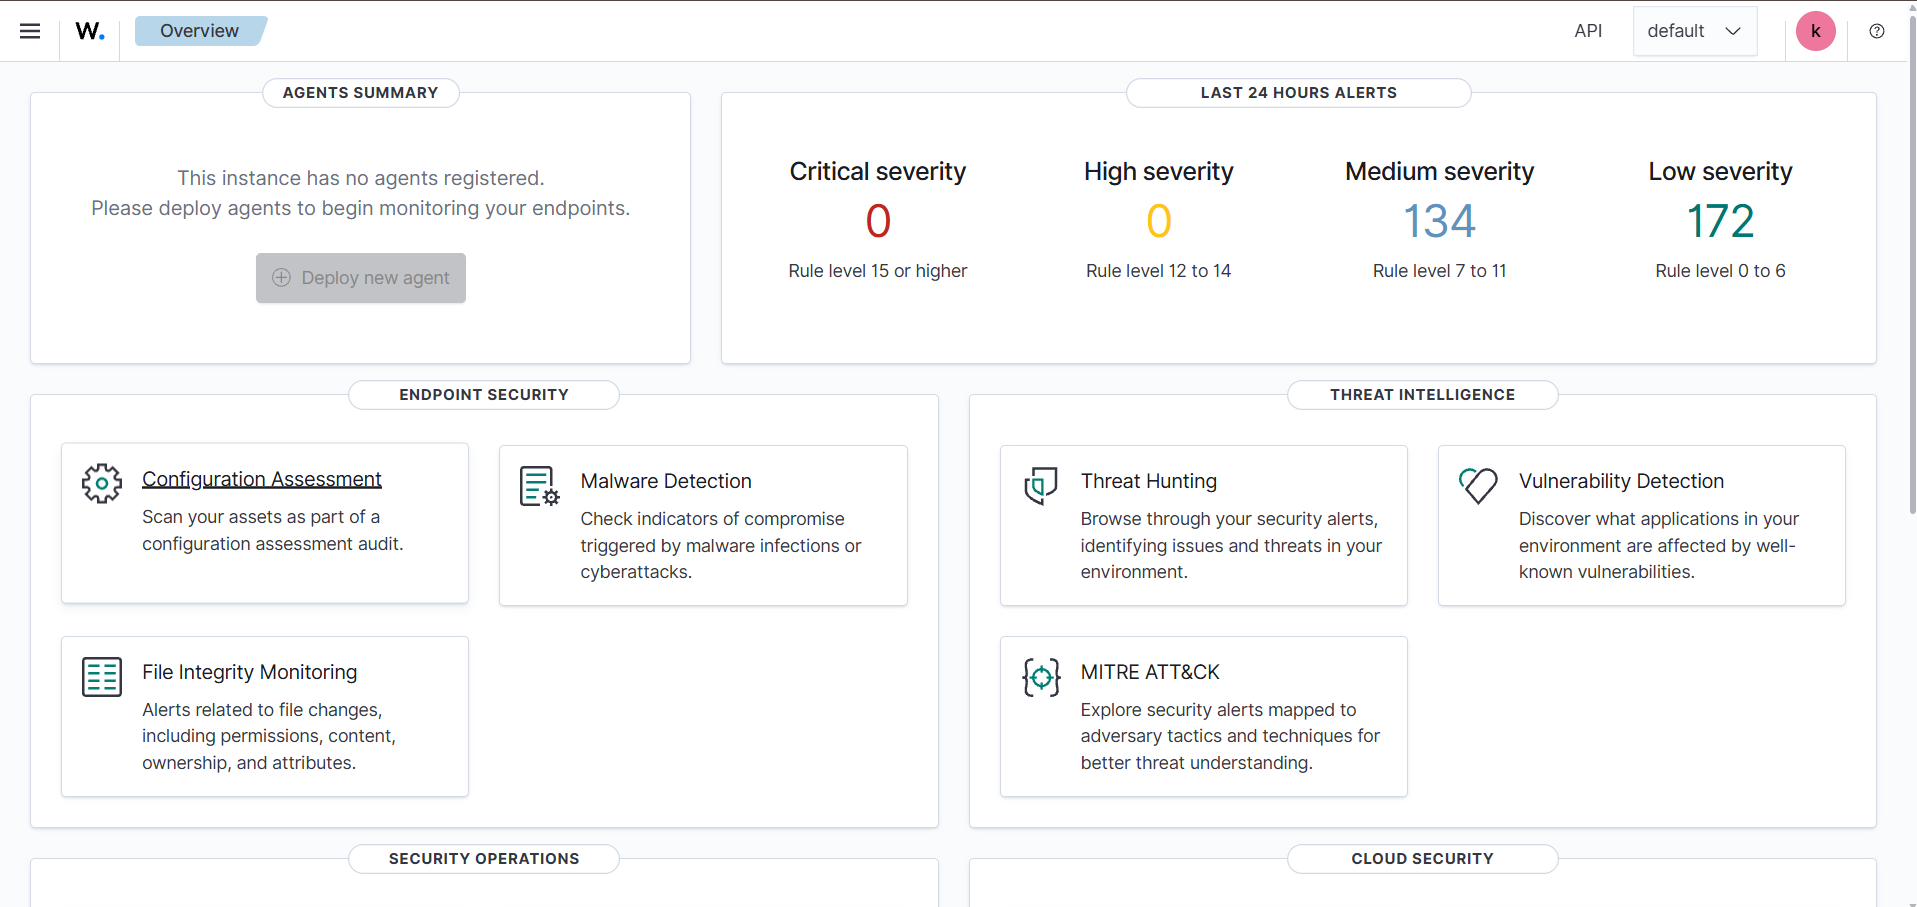 W.
Overview
API
default
k
AGENTS SUMMARY
This instance has no agents registered.
Please deploy agents to begin monitoring your endpoints.
Deploy new agent
LAST 24 HOURS ALERTS
Critical severity
0
Rule level 15 or higher
High severity
0
Rule level 12 to 14
Medium severity
134
Rule level 7 to 11
Low severity
172
Rule level 0 to 6
ENDPOINT SECURITY
Configuration Assessment
Scan your assets as part of a
configuration assessment audit.
Malware Detection
Check indicators of compromise
triggered by malware infections or
cyberattacks.
File Integrity Monitoring
Alerts related to file changes,
including permissions, content,
ownership, and attributes.
THREAT INTELLIGENCE
Threat Hunting
Browse through your security alerts,
identifying issues and threats in your
environment.
Vulnerability Detection
Discover what applications in your
environment are affected by well-
known vulnerabilities.
MITRE ATT&CK
Explore security alerts mapped to
adversary tactics and techniques for
better threat understanding.
SECURITY OPERATIONS
CLOUD SECURITY